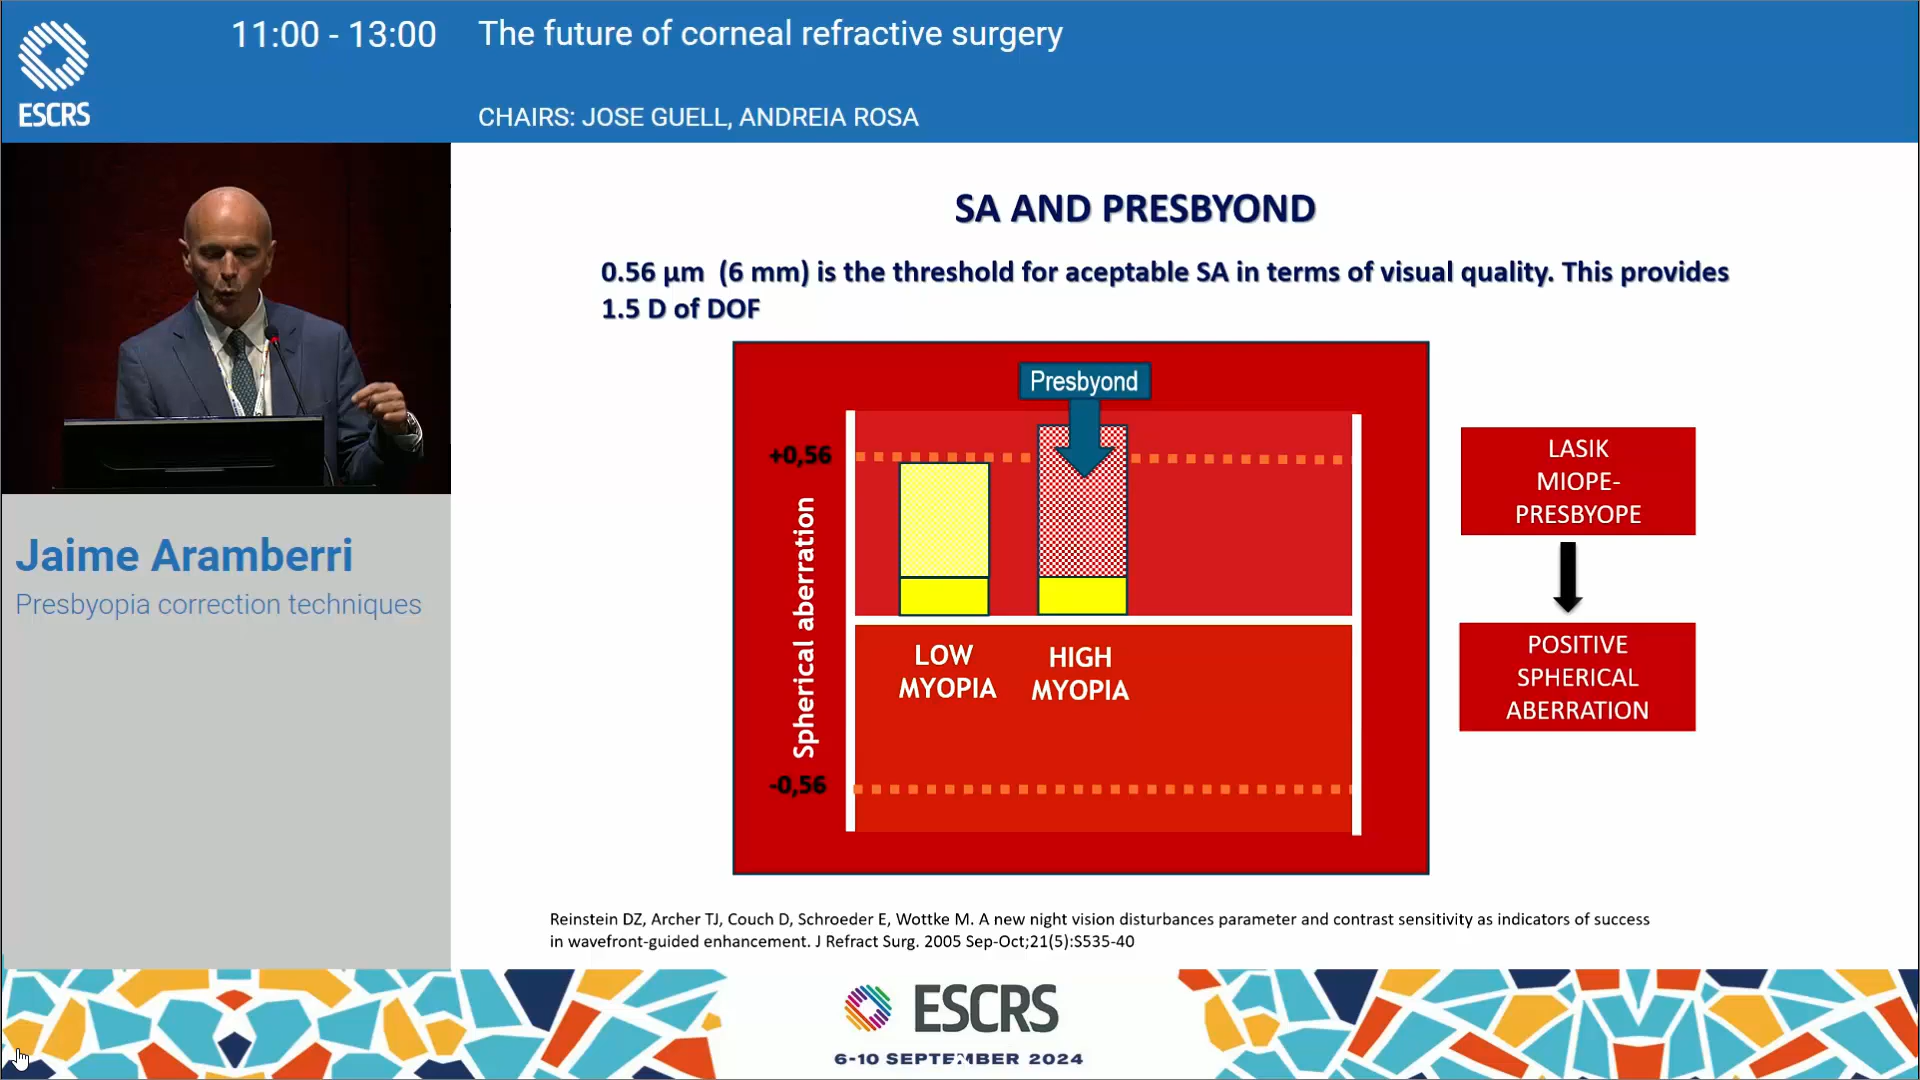 11:00 - 13:00
The future of corneal refractive surgery
ESCRS
CHAIRS: JOSE GUELL, ANDREIA ROSA
SA AND PRESBYOND
0.56 µm (6 mm) is the threshold for aceptable SA in terms of visual quality. This provides
1.5 D of DOF
Presbyond
+0,56
Spherical aberration
LOW
MYOPIA
HIGH
MYOPIA
-0,56
LASIK
MIOPE-
PRESBYOPE
POSITIVE
SPHERICAL
ABERRATION
Jaime Aramberri
Presbyopia correction techniques
Reinstein DZ, Archer TJ, Couch D, Schroeder E, Wottke M. A new night vision disturbances parameter and contrast sensitivity as indicators of success
in wavefront-guided enhancement. J Refract Surg. 2005 Sep-Oct;21(5):S535-40
ESCRS
6-10 SEPTEMBER 2024